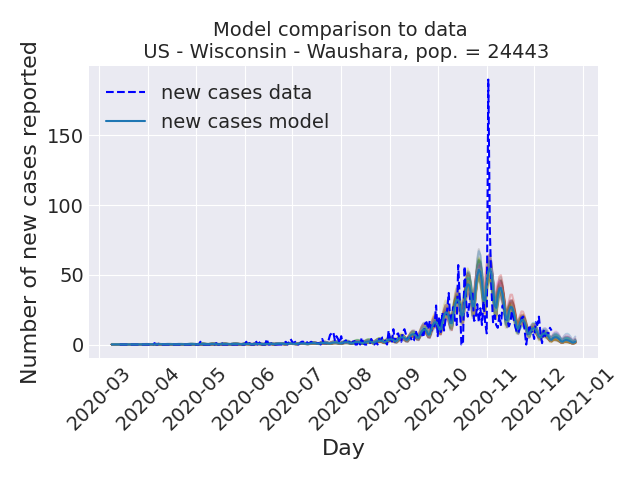 Model comparison to data
US - Wisconsin - Waushara, pop. = 24443
Number of new cases reported
new cases data
new cases model
150
100
50
0
2020-03
2020-04
2020-05
2020-06
2020-07
2020-08
2020-09
2020-10
2020-11
2020-12
2021-01
Day